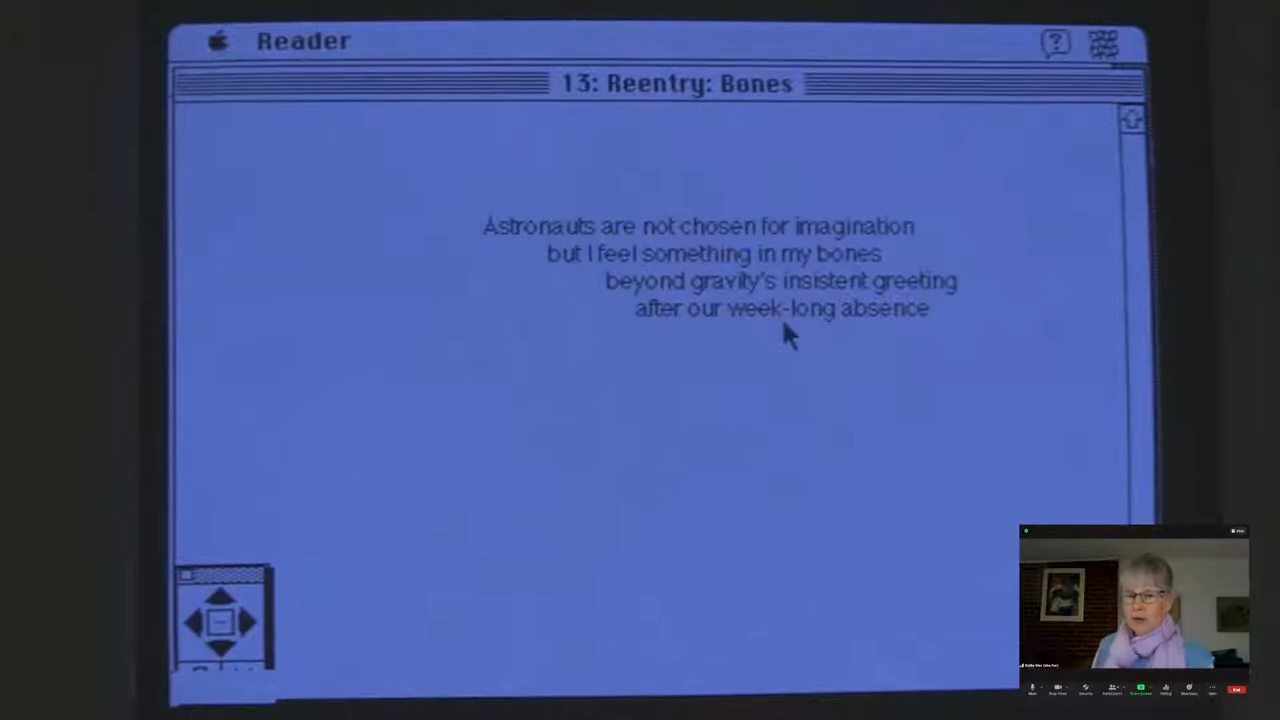 Reader
13: Reentry: Bones
Astronauts are not chosen for imagination
but I feel something in my bones
beyond gravity's insistent greeting
after our week-long absence